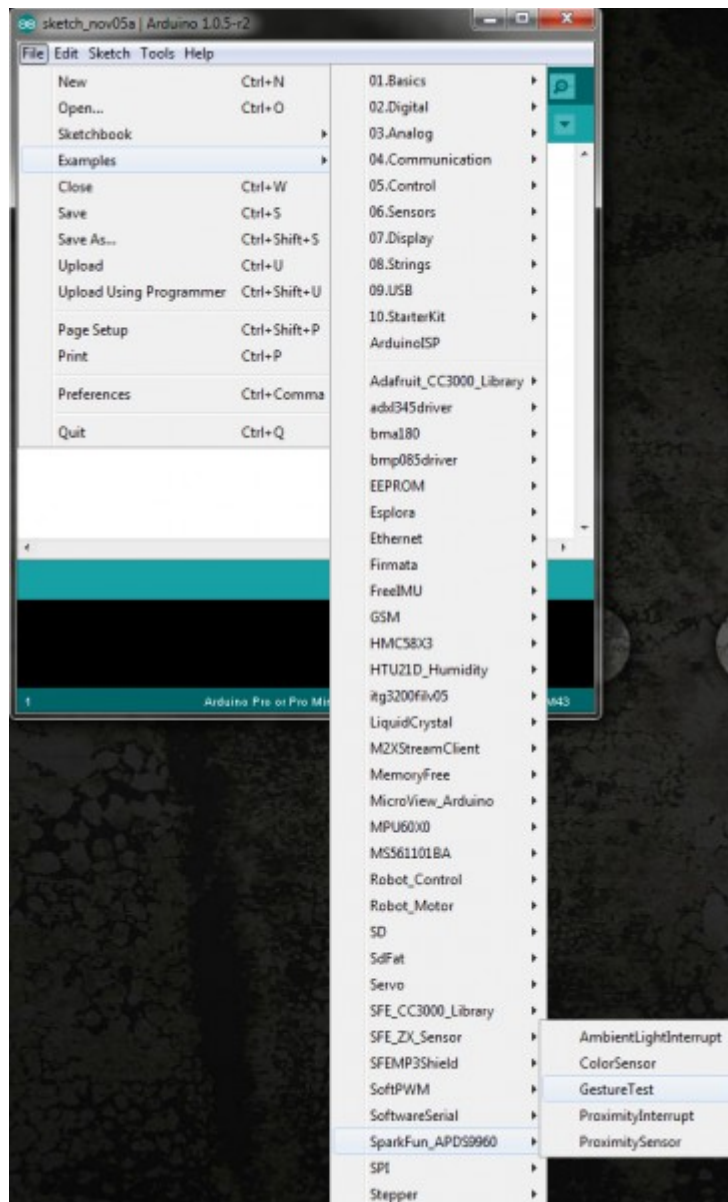 sketch_nov05a | Arduino 1.0.5-r2
File Edit Sketch Tools Help
New Ctrl+N
Open... Ctrl+O
Sketchbook
Examples
Close Ctrl+W
Save Ctrl+S
Save As... Ctrl+Shift+S
Upload Ctrl+U
Upload Using Programmer Ctrl+Shift+U
Page Setup Ctrl+Shift+P
Print Ctrl+P
Preferences Ctrl+Comma
Quit Ctrl+Q
01.Basics
02.Digital
03.Analog
04.Communication
05.Control
06.Sensors
07.Display
08.Strings
09.USB
10.StarterKit
ArduinoISP
Adafruit_CC3000_Library
adxl345driver
bma180
bmp085driver
EEPROM
Esplora
Ethernet
Firmata
FreeIMU
GSM
HMC58X3
HTU21D_Humidity
itg3200filv05
LiquidCrystal
M2XStreamClient
MemoryFree
MicroView_Arduino
MPU60X0
MS561101BA
Robot_Control
Robot_Motor
SD
SdFat
Servo
SFE_CC3000_Library
SFE_ZX_Sensor
SFEMP3Shield
SoftPWM
SoftwareSerial
SparkFun_APDS9960
SPI
Stepper
AmbientLightInterrupt
ColorSensor
GestureTest
ProximityInterrupt
ProximitySensor
1 Arduino Pro or Pro Mir M43